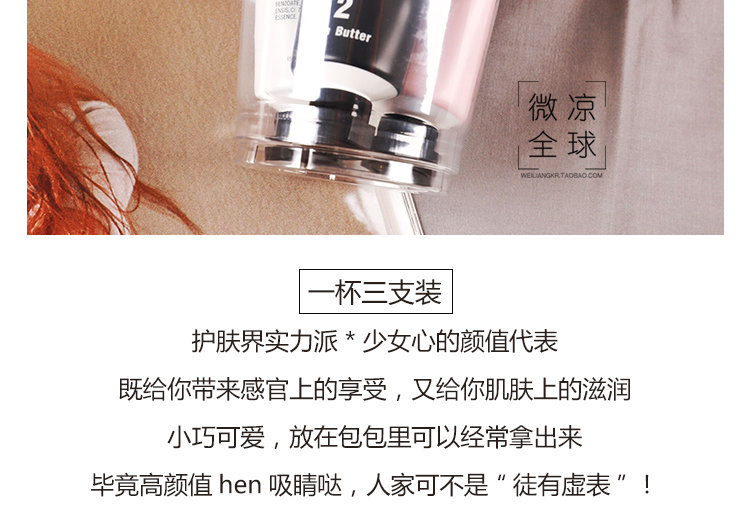 BENZOATE,
ENSIS, C
ESSENCE
2
Butter
微凉
全球
WEILIANGKR.TAOBAO.COM
一杯三支装
护肤界实力派 * 少女心的颜值代表
既给你带来感官上的享受，又给你肌肤上的滋润
小巧可爱，放在包包里可以经常拿出来
毕竟高颜值 hen 吸睛哒，人家可不是“ 徒有虚表 ” ！